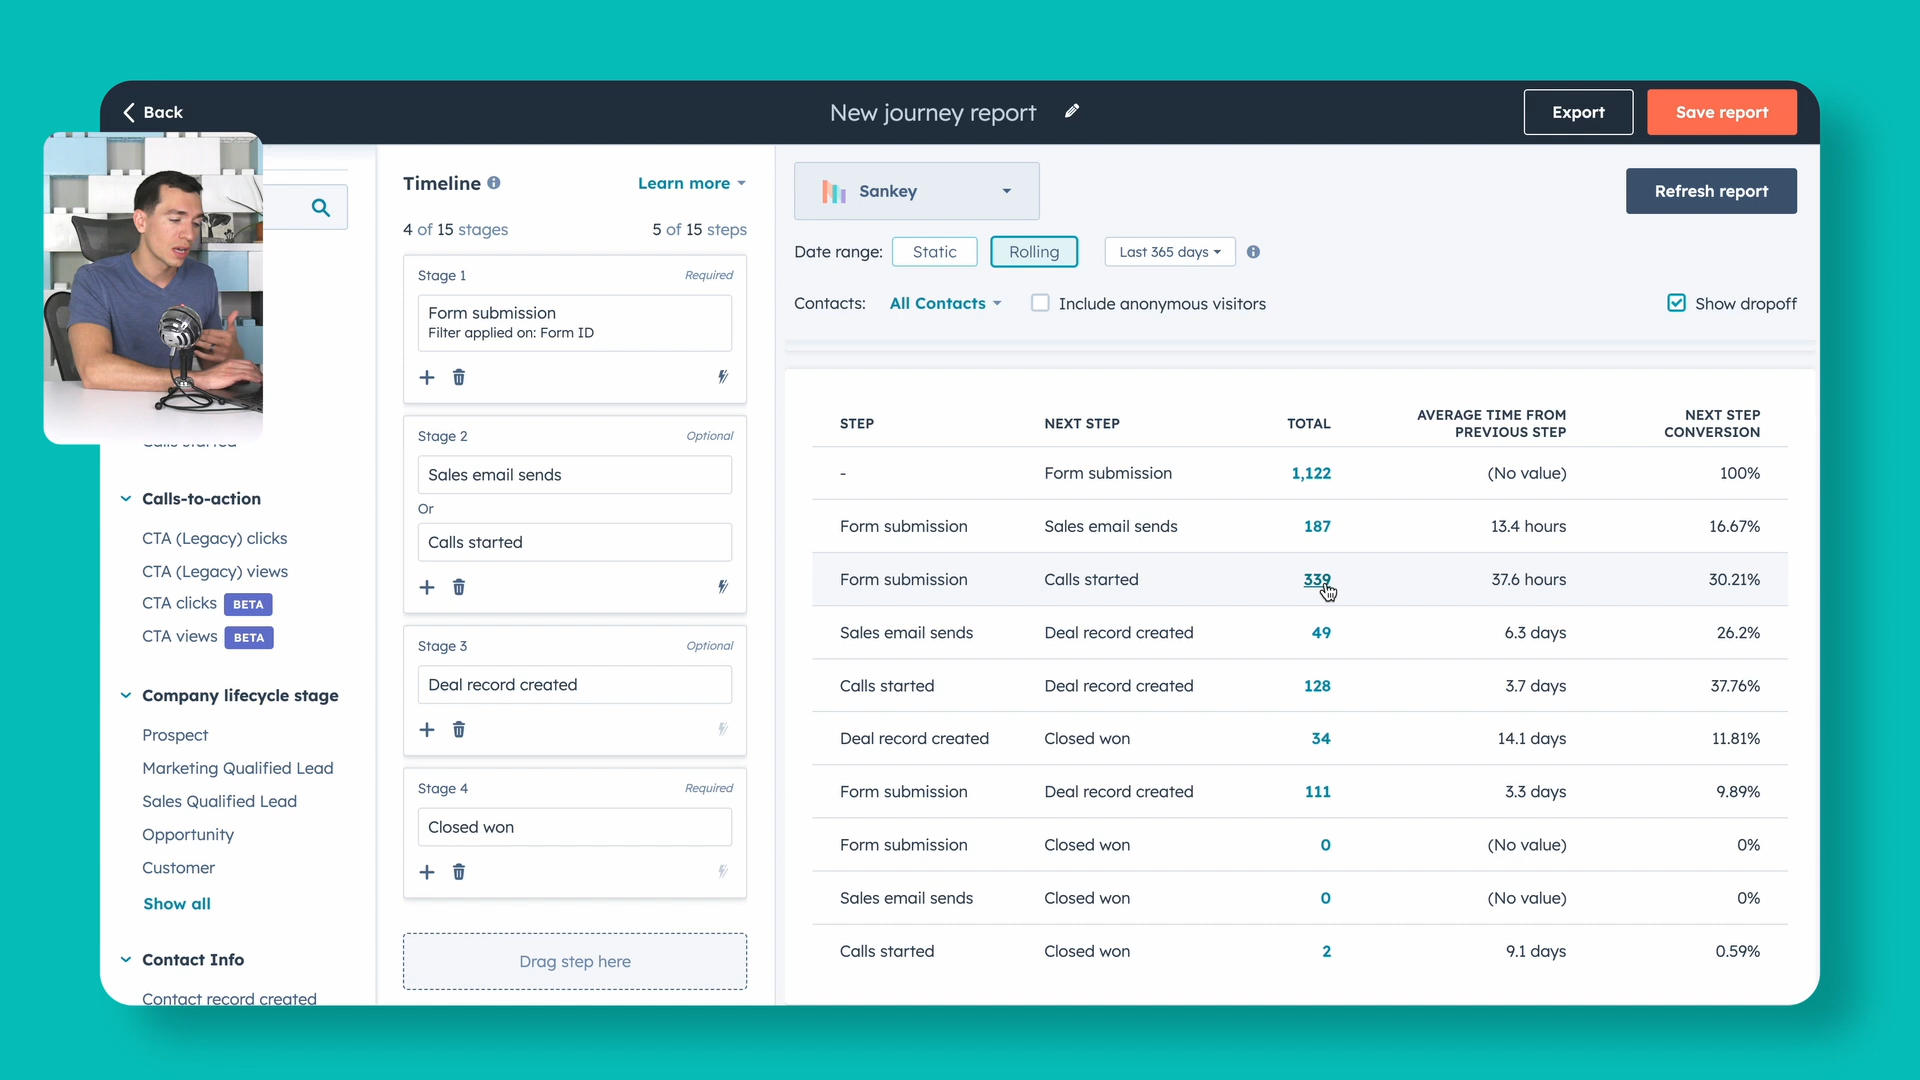 Back
New journey report
Export
Save report
Calls started
Calls-to-action
CTA (Legacy) clicks
CTA (Legacy) views
CTA clicks BETA
CTA views BETA
Company lifecycle stage
Prospect
Marketing Qualified Lead
Sales Qualified Lead
Opportunity
Customer
Show all
Contact Info
Contact record created
Timeline
Learn more
4 of 15 stages
5 of 15 steps
Stage 1
Required
Form submission
Filter applied on: Form ID
Stage 2
Optional
Sales email sends
Or
Calls started
Stage 3
Optional
Deal record created
Stage 4
Required
Closed won
Drag step here
Sankey
Refresh report
Date range: Static Rolling Last 365 days
Contacts: All Contacts Include anonymous visitors Show dropoff
STEP NEXT STEP TOTAL AVERAGE TIME FROM PREVIOUS STEP NEXT STEP CONVERSION
- Form submission 1,122 (No value) 100%
Form submission Sales email sends 187 13.4 hours 16.67%
Form submission Calls started 339 37.6 hours 30.21%
Sales email sends Deal record created 49 6.3 days 26.2%
Calls started Deal record created 128 3.7 days 37.76%
Deal record created Closed won 34 14.1 days 11.81%
Form submission Deal record created 111 3.3 days 9.89%
Form submission Closed won 0 (No value) 0%
Sales email sends Closed won 0 (No value) 0%
Calls started Closed won 2 9.1 days 0.59%